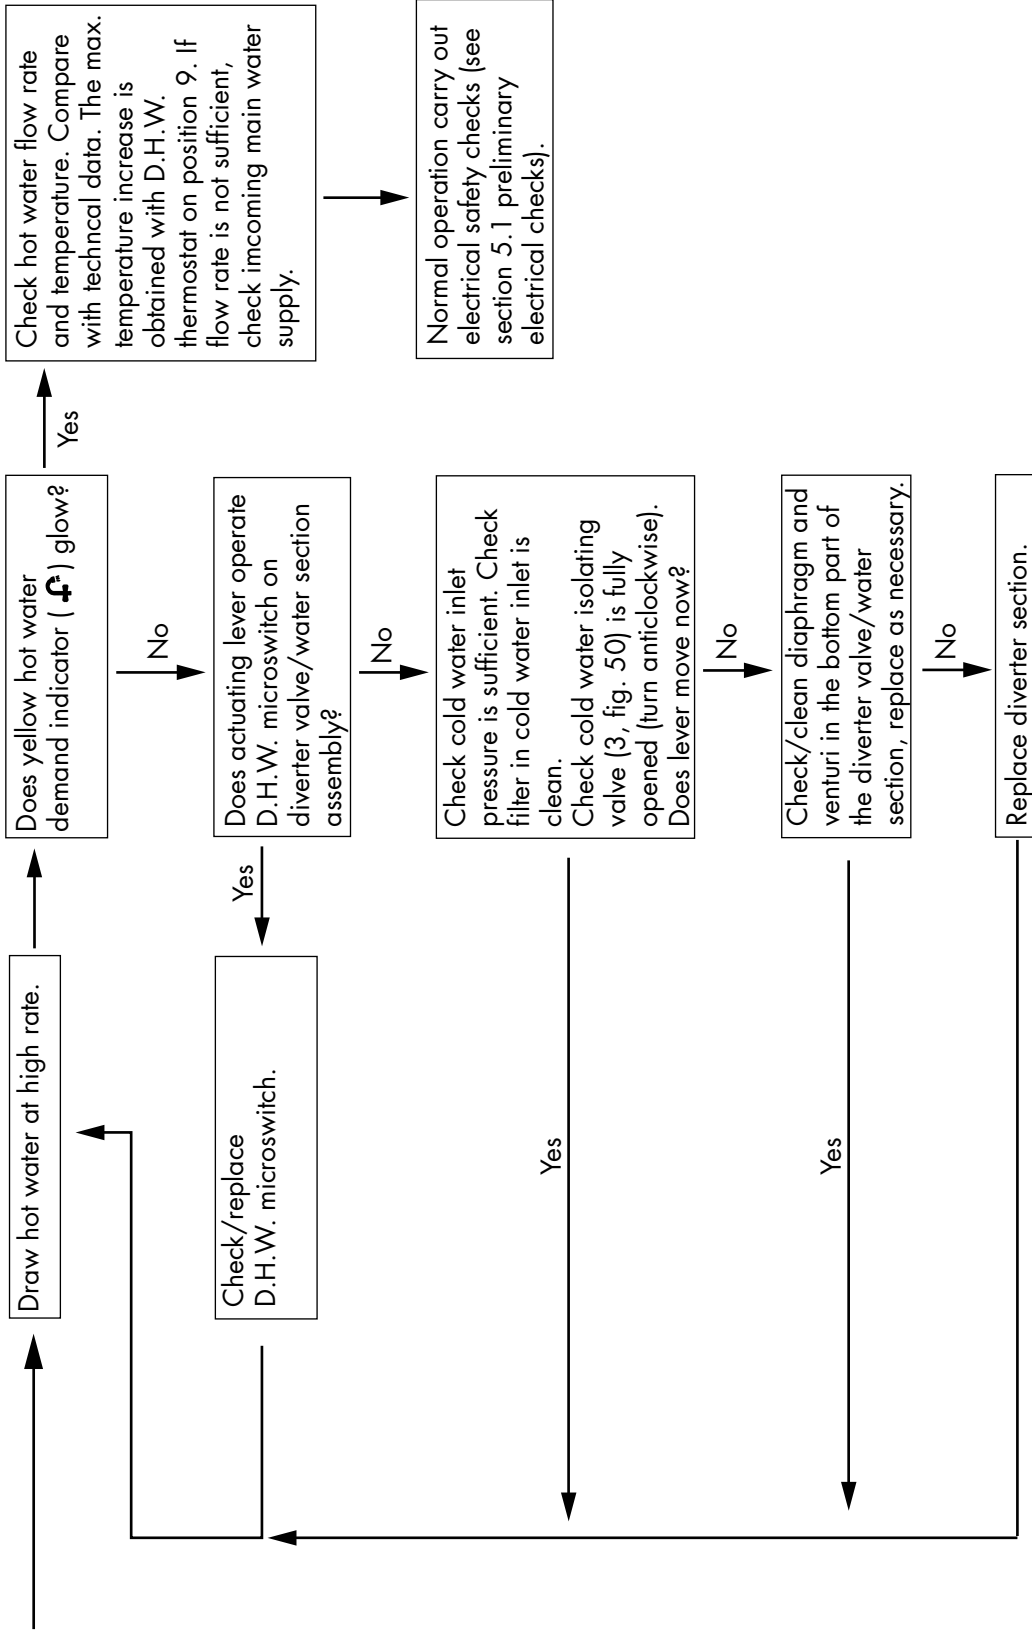 Draw hot water at high rate.
Does yellow hot water
demand indicator ( ) glow?
Yes
Check hot water flow rate
and temperature. Compare
with techncal data. The max.
temperature increase is
obtained with D.H.W.
thermostat on position 9. If
flow rate is not sufficient,
check imcoming main water
supply.
Normal operation carry out
electrical safety checks (see
section 5.1 preliminary
electrical checks).
No
Does actuating lever operate
D.H.W. microswitch on
diverter valve/water section
assembly?
Yes
Check/replace
D.H.W. microswitch.
No
Check cold water inlet
pressure is sufficient. Check
filter in cold water inlet is
clean.
Check cold water isolating
valve (3, fig. 50) is fully
opened (turn anticlockwise).
Does lever move now?
Yes
No
Check/clean diaphragm and
venturi in the bottom part of
the diverter valve/water
section, replace as necessary.
Yes
No
Replace diverter section.